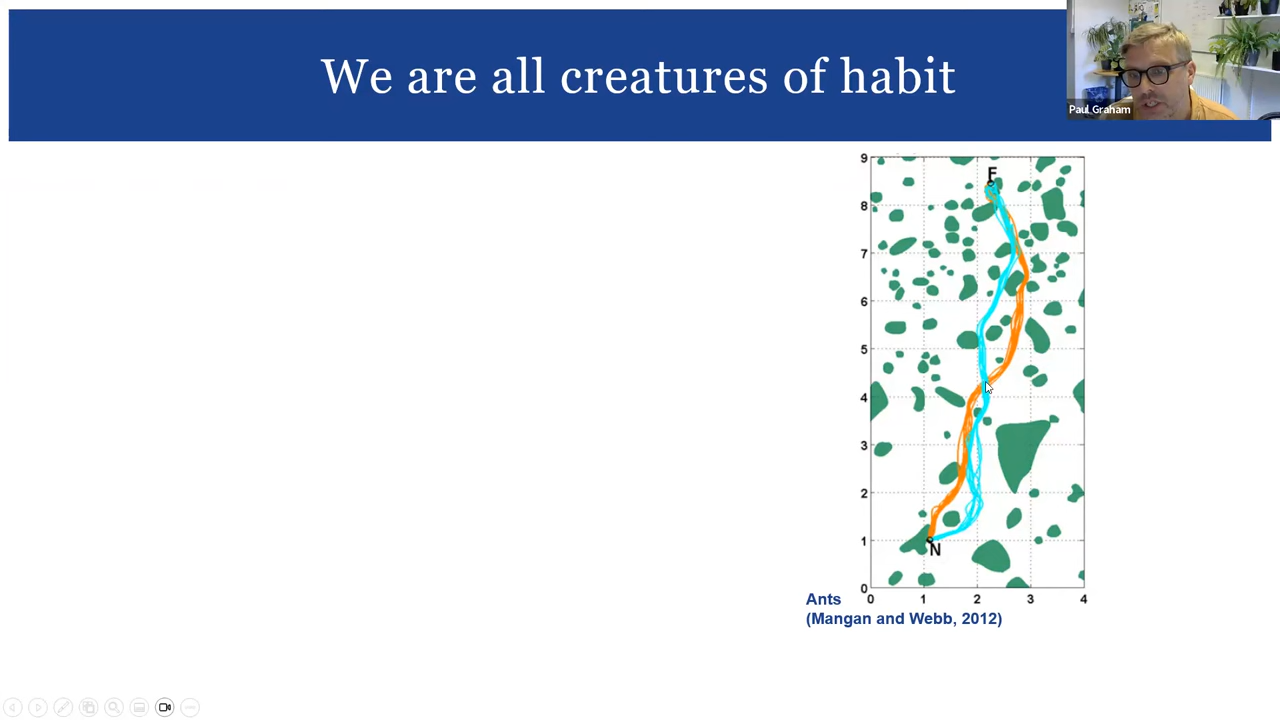 We are all creatures of habit
Paul Graham
9
F
8
7
6
5
4
3
2
1
N
0
0 1 2 3 4
Ants
(Mangan and Webb, 2012)